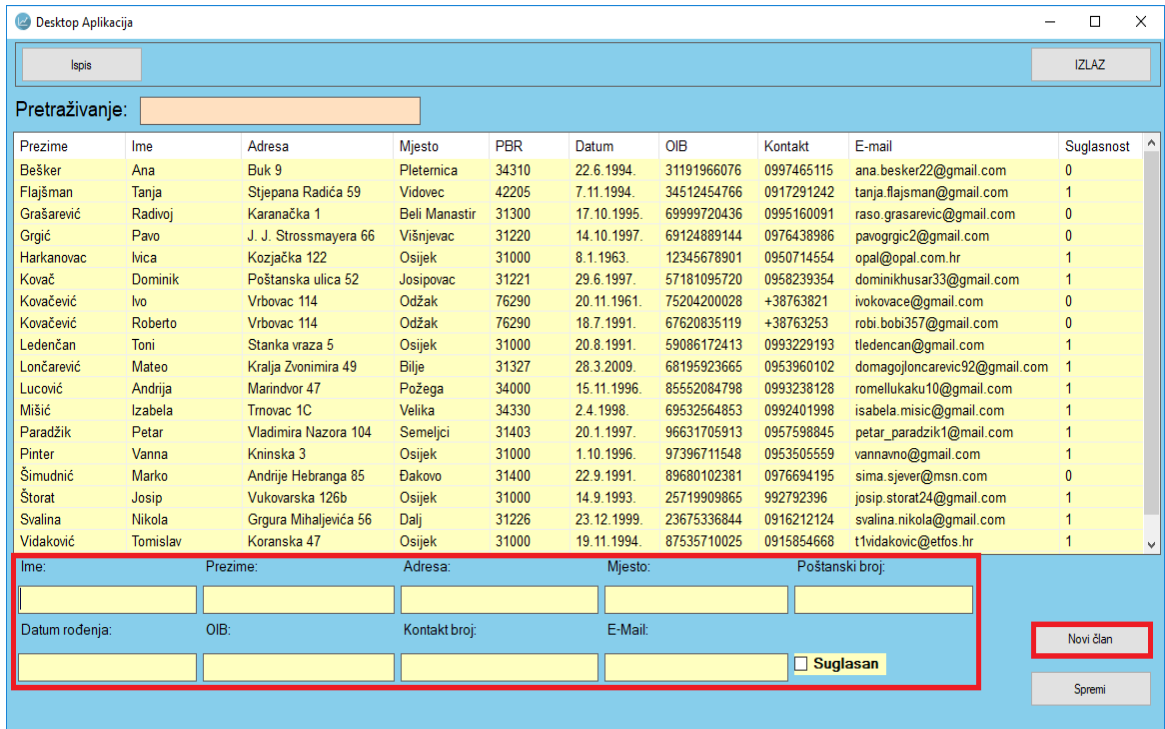 Desktop Aplikacija
Ispis IZLAZ
Pretraživanje:
Prezime Ime Adresa Mjesto PBR Datum OIB Kontakt E-mail Suglasnost
Bešker Ana Buk 9 Pleternica 34310 22.6.1994. 31191966076 0997465115 ana.besker22@gmail.com 0
Flajšman Tanja Stjepana Radića 59 Vidovec 42205 7.11.1994. 34512454766 0917291242 tanja.flajsman@gmail.com 1
Grašarević Radivoj Karanačka 1 Beli Manastir 31300 17.10.1995. 69999720436 0995160091 raso.grasarevic@gmail.com 0
Grgić Pavo J. J. Strossmayera 66 Višnjevac 31220 14.10.1997. 69124889144 0976438986 pavogrgic2@gmail.com 0
Harkanovac Ivica Kozjačka 122 Osijek 31000 8.1.1963. 12345678901 0950714554 opal@opal.com.hr 1
Kovač Dominik Poštanska ulica 52 Josipovac 31221 29.6.1997. 57181095720 0958239354 dominikhusar33@gmail.com 1
Kovačević Ivo Vrbovac 114 Odžak 76290 20.11.1961. 75204200028 +38763821 ivokovace@gmail.com 0
Kovačević Roberto Vrbovac 114 Odžak 76290 18.7.1991. 67620835119 +38763253 robi.bobi357@gmail.com 0
Ledenčan Toni Stanka vraza 5 Osijek 31000 20.8.1991. 59086172413 0993229193 tledencan@gmail.com 1
Lončarević Mateo Kralja Zvonimira 49 Bilje 31327 28.3.2009. 68195923665 0953960102 domagojloncarevic92@gmail.com 1
Lucović Andrija Marindvor 47 Požega 34000 15.11.1996. 85552084798 0993238128 romellukaku10@gmail.com 1
Mišić Izabela Trnovac 1C Velika 34330 2.4.1998. 69532564853 0992401998 isabela.misic@gmail.com 1
Paradžik Petar Vladimira Nazora 104 Semeljci 31403 20.1.1997. 96631705913 0957598845 petar_paradzik1@mail.com 1
Pinter Vanna Kninska 3 Osijek 31000 1.10.1996. 97396711548 0953505559 vannavno@gmail.com 1
Šimudnić Marko Andrije Hebranga 85 Đakovo 31400 22.9.1991. 89680102381 0976694195 sima.sjever@msn.com 0
Štorat Josip Vukovarska 126b Osijek 31000 14.9.1993. 25719909865 992792396 josip.storat24@gmail.com 1
Svalina Nikola Grgura Mihaljevića 56 Dalj 31226 23.12.1999. 23675336844 0916212124 svalina.nikola@gmail.com 1
Vidaković Tomislav Koranska 47 Osijek 31000 19.11.1994. 87535710025 0915854668 t1vidakovic@etfos.hr 1
Ime: Prezime: Adresa: Mjesto: Poštanski broj:
Datum rođenja: OIB: Kontakt broj: E-Mail:
Novi član
Suglasan
Spremi